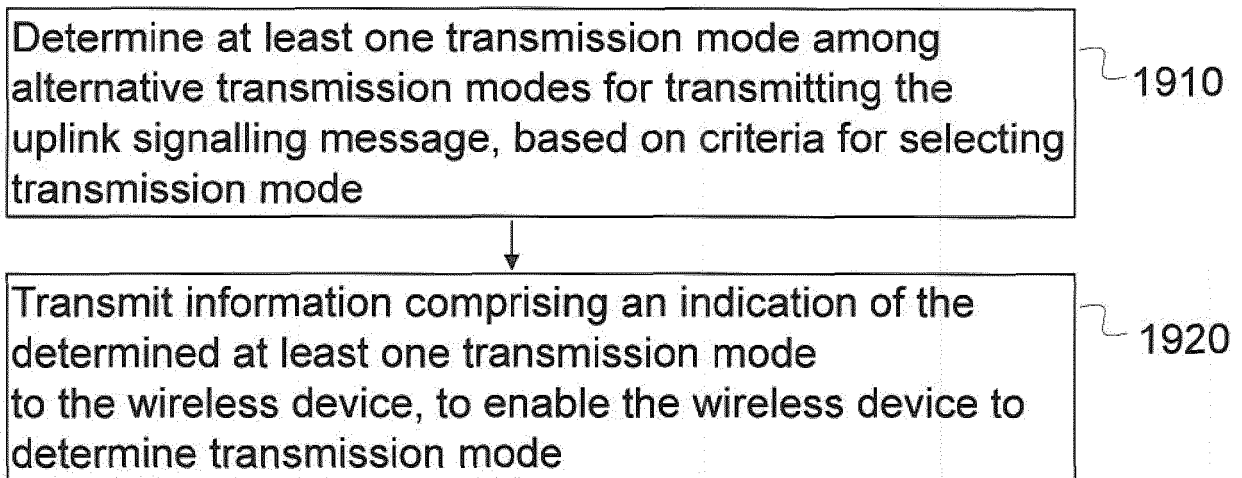 Determine at least one transmission mode among
alternative transmission modes for transmitting the
uplink signalling message, based on criteria for selecting
transmission mode
1910
Transmit information comprising an indication of the
determined at least one transmission mode
to the wireless device, to enable the wireless device to
determine transmission mode
1920